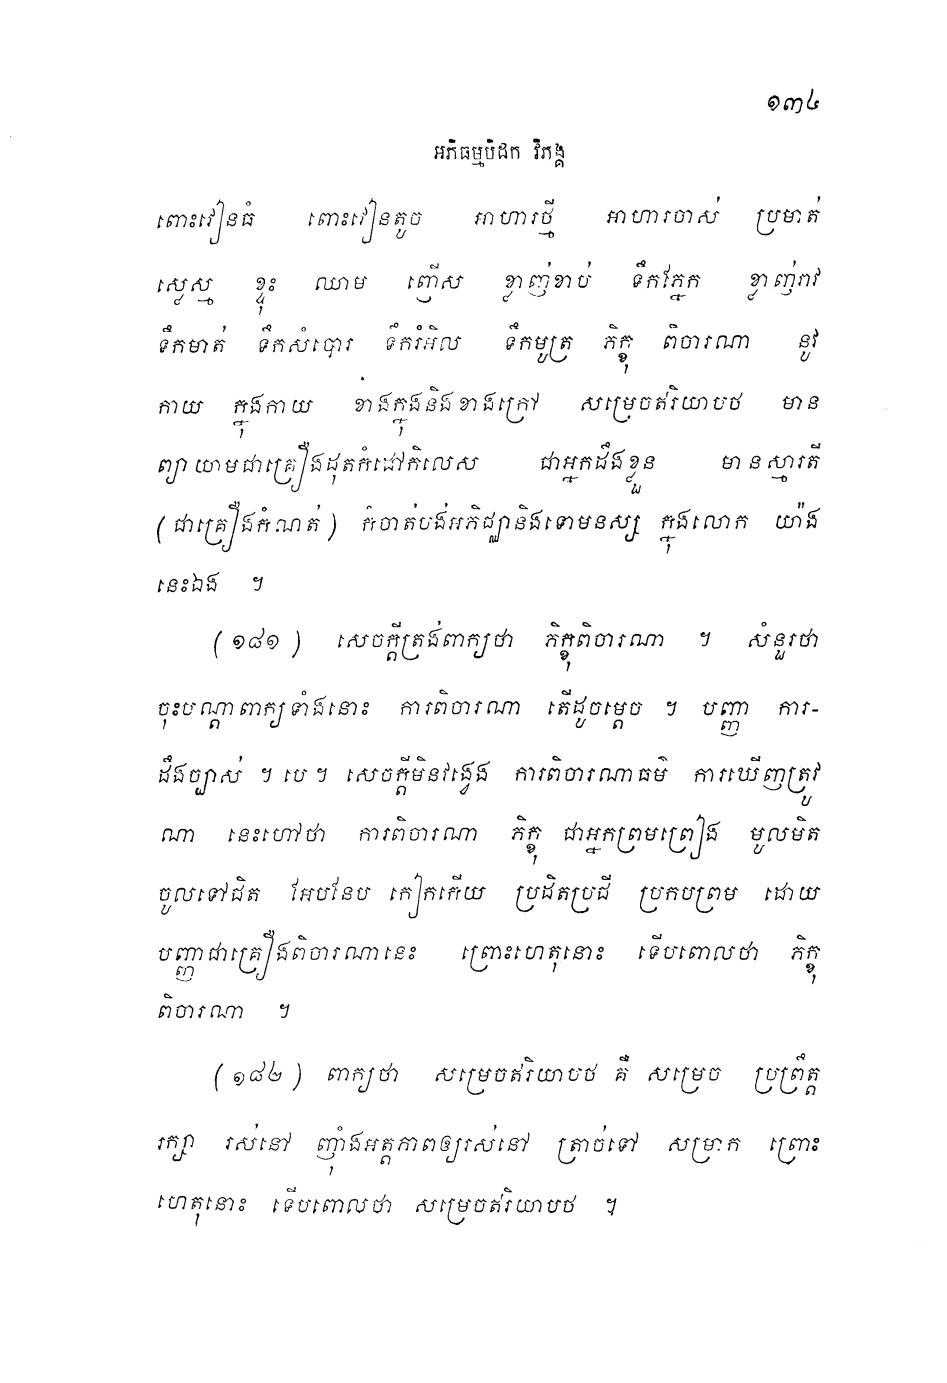 ១៣៤
អភិធម្មបិដក វិភង្គ
ពោះវៀនធំ ពោះវៀនតូច អាហារថ្មី អាហារចាស់ ប្រមាត់
ស្លេស្ម ខ្ទុះ ឈាម ញើស ខ្លាញ់ខាប់ ទឹកភ្នែក ខ្លាញ់រាវ
ទឹកមាត់ ទឹកសំបោរ ទឹករំអិល ទឹកមូត្រ ភិក្ខុ ពិចារណា នូវ
កាយ ក្នុងកាយ ខាងក្នុងនិងខាងក្រៅ សម្រេចឥរិយាបថ មាន
ព្យាយាមជាគ្រឿងដុតកំដៅកិលេស ជាអ្នកដឹងខ្លួន មានស្មារតី
(ជាគ្រឿងកំណត់) កំចាត់បង់អភិជ្ឈានិងទោមនស្ស ក្នុងលោក យ៉ាង
នេះឯង ។
(១៨១) សេចក្តីត្រង់ពាក្យថា ភិក្ខុពិចារណា ។ សំនួរថា
ចុះបណ្តាពាក្យទាំងនោះ ការពិចារណា តើដូចម្តេច ។ បញ្ញា ការ-
ដឹងច្បាស់ ។ បេ ។ សេចក្តីមិនវង្វេង ការពិចារណាធម៌ ការឃើញត្រូវ
ណា នេះហៅថា ការពិចារណា ភិក្ខុ ជាអ្នកព្រមព្រៀង មូលមិត
ចូលទៅជិត អែបនែប កៀកកើយ ប្រដិតប្រជី ប្រកបព្រម ដោយ
បញ្ញាជាគ្រឿងពិចារណានេះ ព្រោះហេតុនោះ ទើបពោលថា ភិក្ខុ
ពិចារណា ។
(១៨២) ពាក្យថា សម្រេចឥរិយាបថ គឺ សម្រេច ប្រព្រឹត្ត
រក្សា រស់នៅ ញ៉ាំងអត្តភាពឲ្យរស់នៅ ត្រាច់ទៅ សម្រាក ព្រោះ
ហេតុនោះ ទើបពោលថា សម្រេចឥរិយាបថ ។